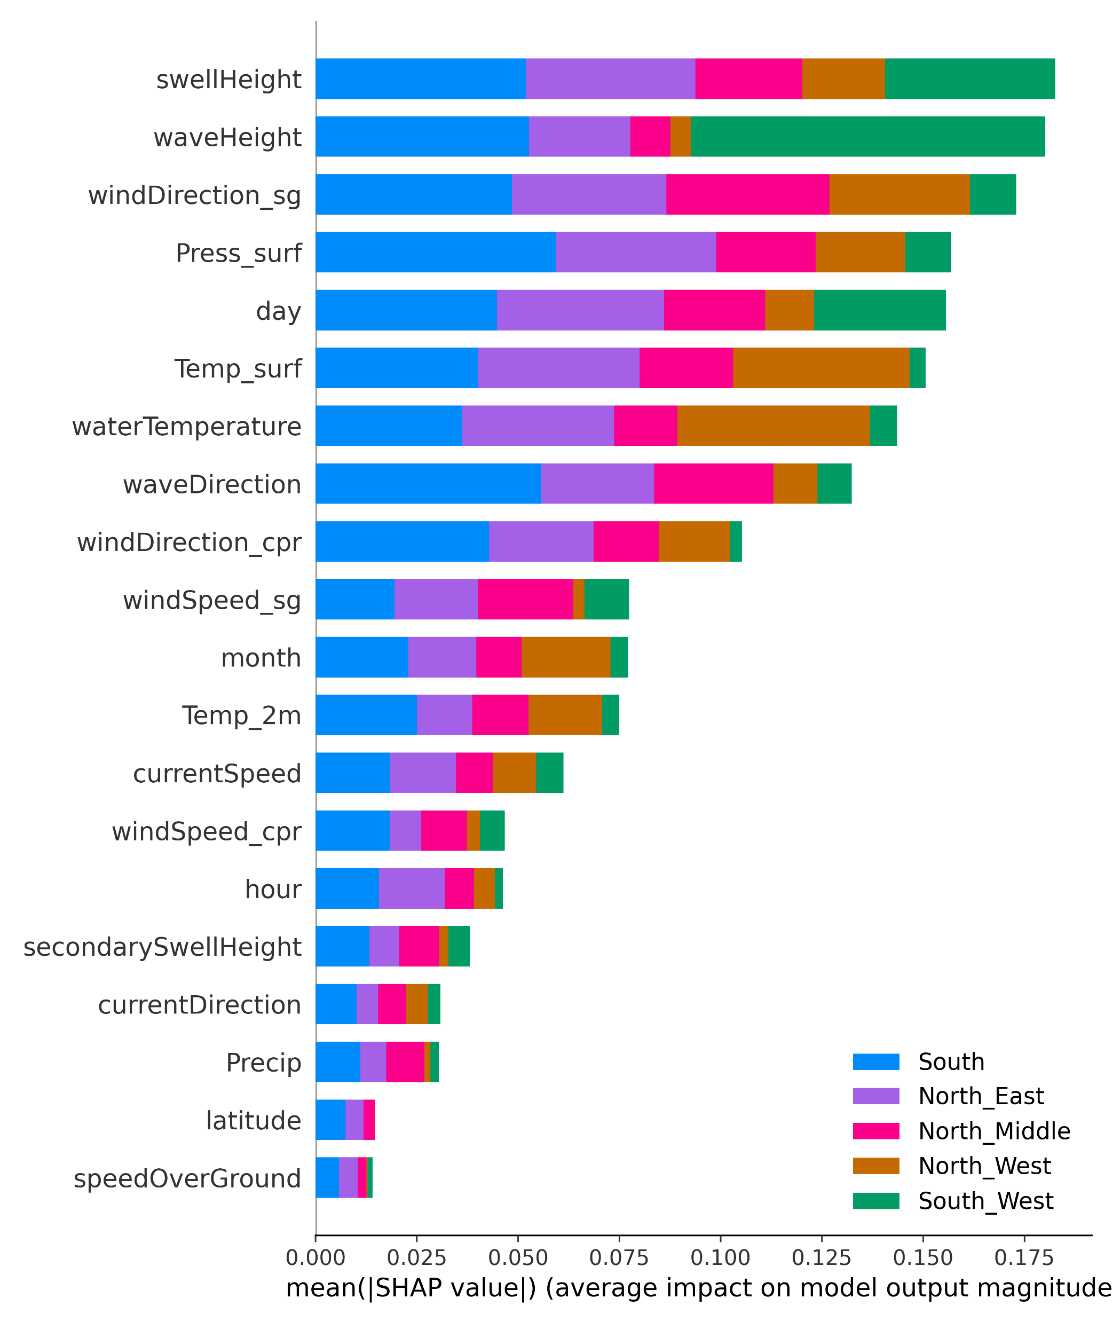 swellHeight
waveHeight
windDirection_sg
Press_surf
day
Temp_surf
waterTemperature
waveDirection
windDirection_cpr
windSpeed_sg
month
Temp_2m
currentSpeed
windSpeed_cpr
hour
secondarySwellHeight
currentDirection
Precip
latitude
speedOverGround
South
North_East
North_Middle
North_West
South_West
0.000 0.025 0.050 0.075 0.100 0.125 0.150 0.175
mean(|SHAP value|) (average impact on model output magnitude